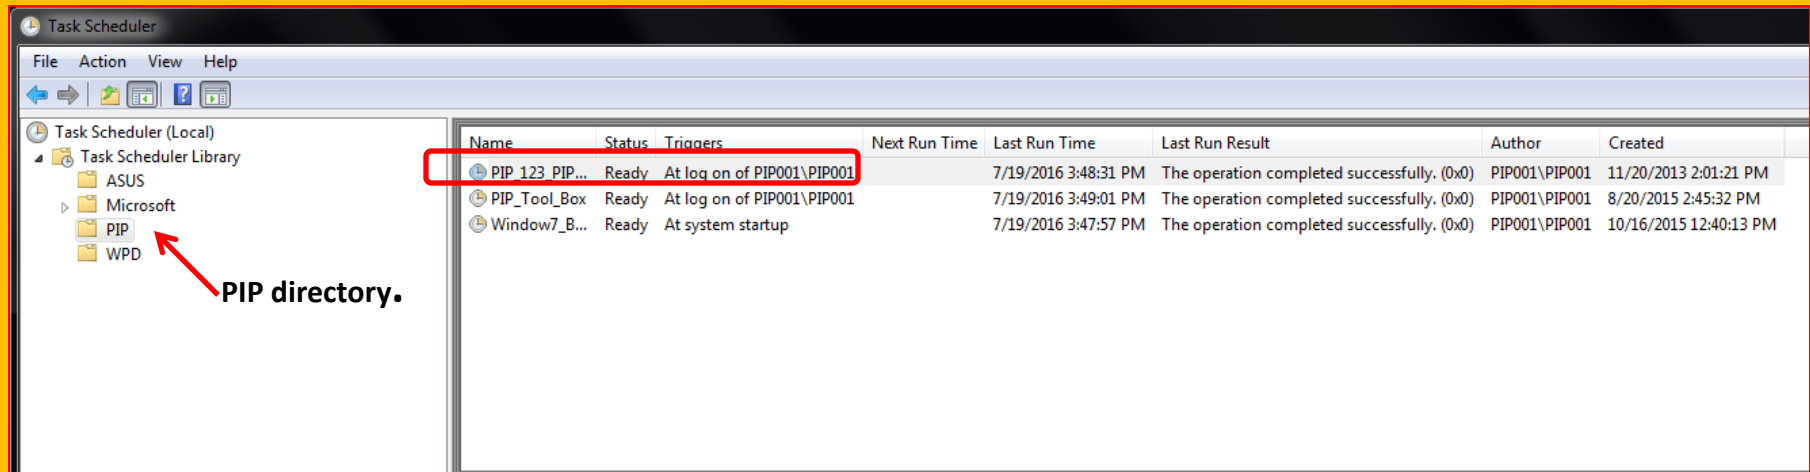 Task Scheduler
File Action View Help
Task Scheduler (Local)
Task Scheduler Library
ASUS
Microsoft
PIP
WPD
PIP directory.
Name Status Triggers Next Run Time Last Run Time Last Run Result Author Created
PIP_123_PIP... Ready At log on of PIP001\PIP001 7/19/2016 3:48:31 PM The operation completed successfully. (0x0) PIP001\PIP001 11/20/2013 2:01:21 PM
PIP_Tool_Box Ready At log on of PIP001\PIP001 7/19/2016 3:49:01 PM The operation completed successfully. (0x0) PIP001\PIP001 8/20/2015 2:45:32 PM
Window7_B... Ready At system startup 7/19/2016 3:47:57 PM The operation completed successfully. (0x0) PIP001\PIP001 10/16/2015 12:40:13 PM